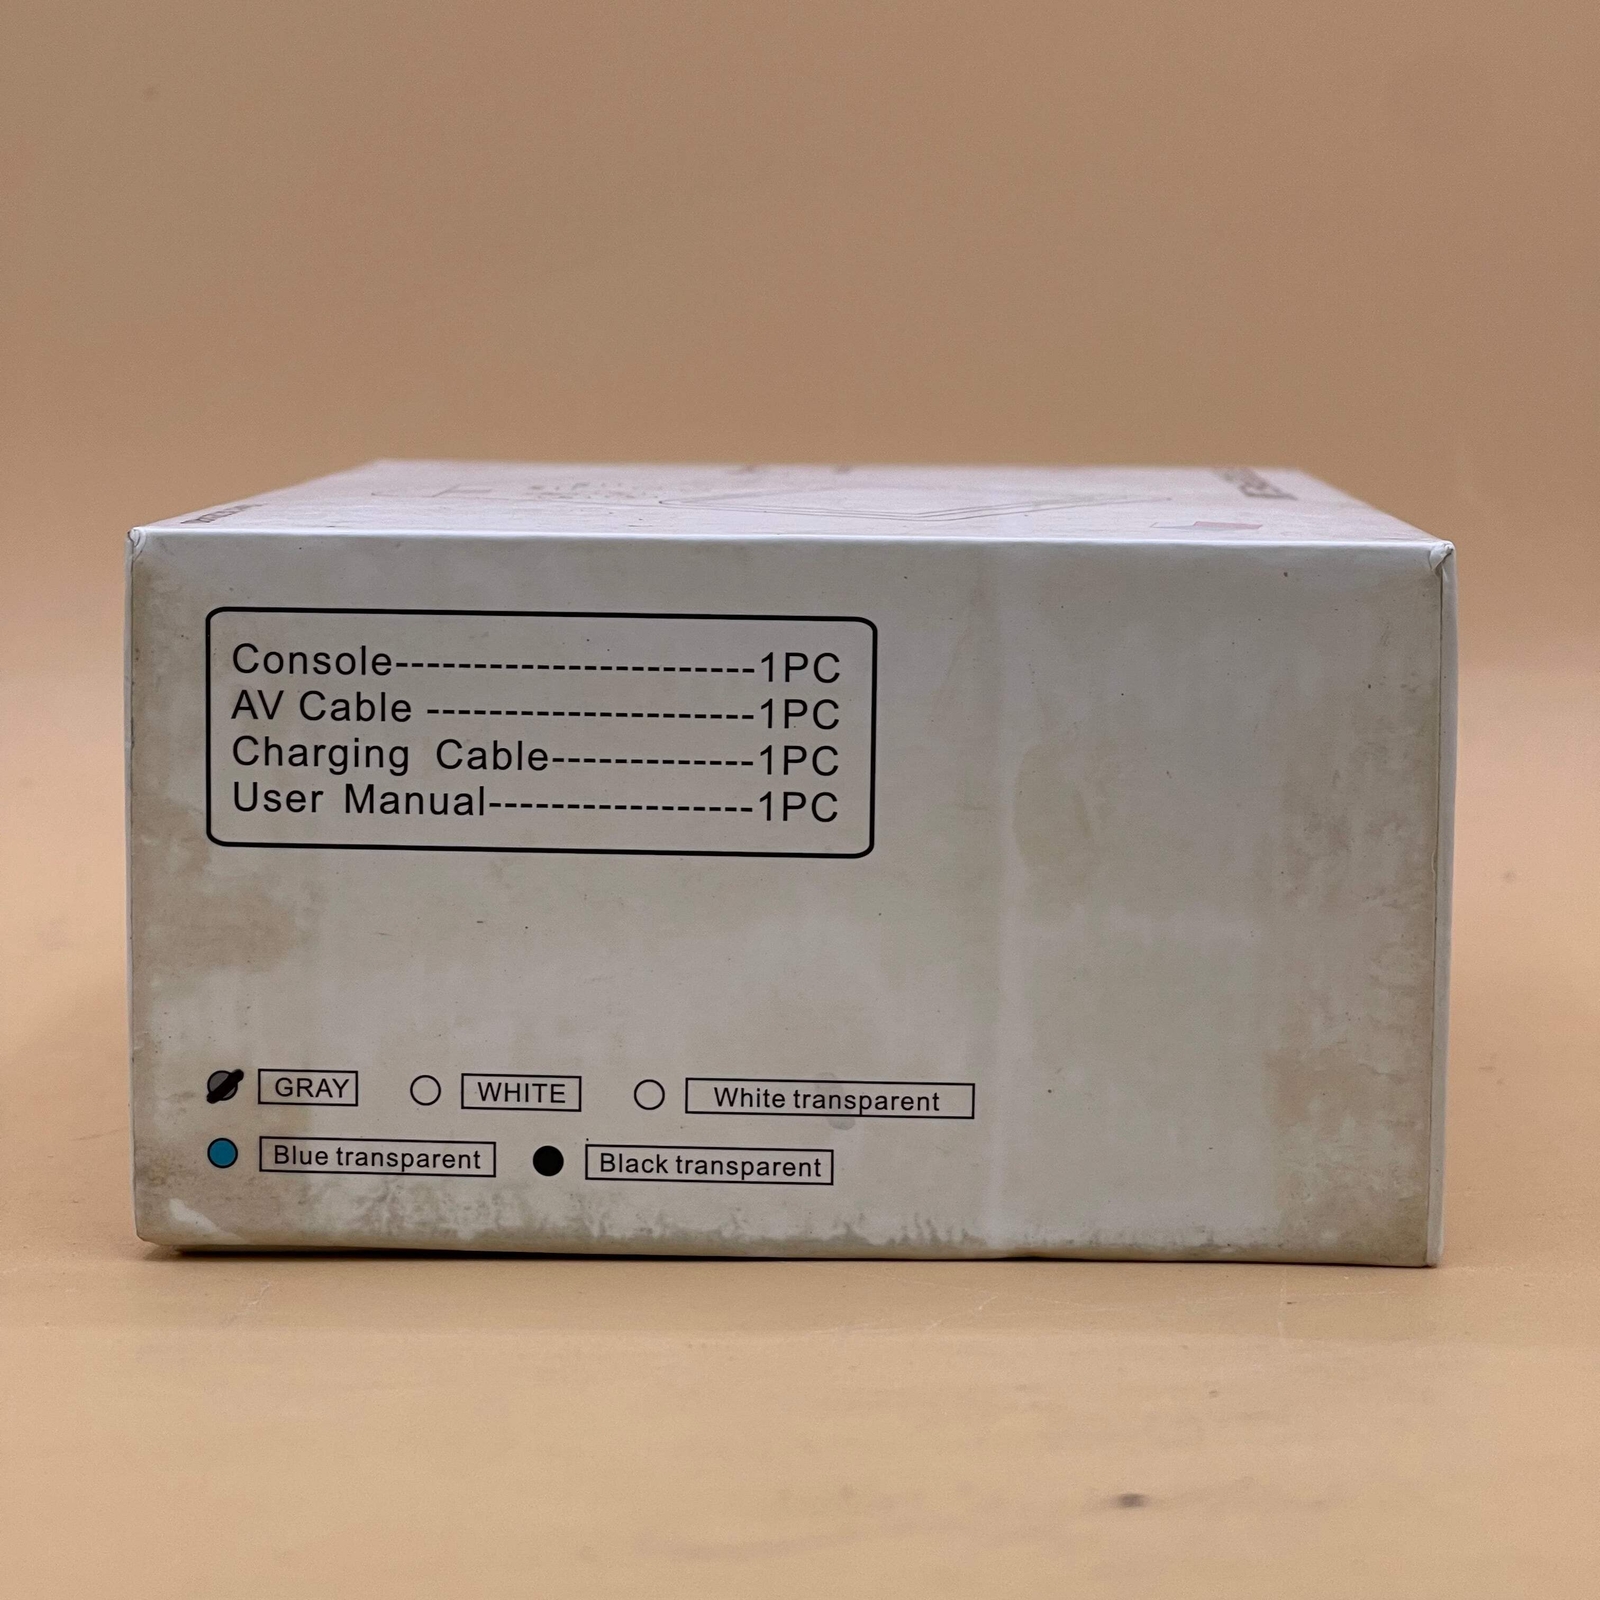 Console-----------------------1PC
AV Cable ---------------------1PC
Charging Cable-------------1PC
User Manual-----------------1PC
GRAY WHITE White transparent
Blue transparent Black transparent